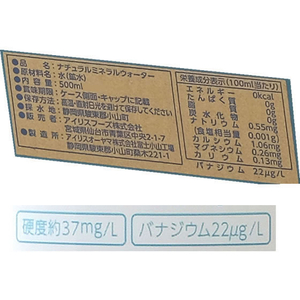 ●品名:ナチュラルミネラルウォーター
●原材料名:水(鉱水)
●内容量:500ml
●賞味期限:ケース側面・キャップに記載
●保存方法:高温・直射日光を避けて保存してください。
●採水地:静岡県駿東郡小山町
●販売者:アイリスフーズ株式会社
宮城県仙台市青葉区中央2-1-7
●製造所:アイリスオーヤマ株式会社富士小山工場
静岡県駿東郡小山町桑木221-1
栄養成分表示(100ml当たり)
エネルギー 0kcal
たんぱく質 0g
脂質 0g
炭水化物 0g
ナトリウム 0.55mg
(食塩相当量 0.001g)
カルシウム 1.06mg
マグネシウム 0.26mg
カリウム 0.13mg
バナジウム 22μg/L
硬度約37mg/L
バナジウム22μg/L